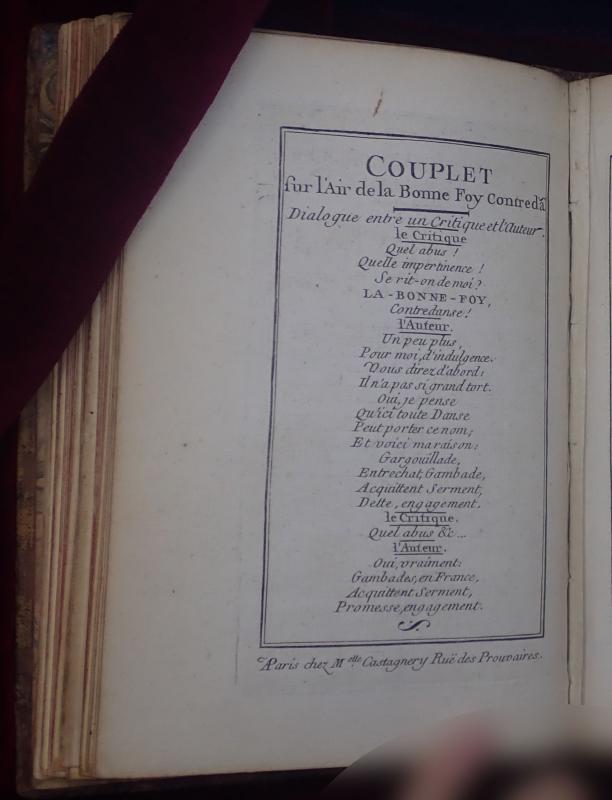 COUPLET
sur l'Air de la Bonne Foy Contreda
Dialogue entre un Critique et l'Auteur.
le Critique
Quel abus !
Quelle impertinence !
Se rit-on de moi ?
LA-BONNE-FOY,
Contredanse !
l'Auteur.
Un peu plus,
Pour moi, d'indulgence.
Vous direz d'abord :
Il n'a pas si grand tort.
Oui, je pense
Qu'ici toute Danse
Peut porter ce nom ;
Et voici ma raison :
Gargouillade,
Entrechat, Gambade,
Acquittent Serment,
Dette, engagement.
le Critique.
Quel abus &c...
l'Auteur.
Oui, vraiment :
Gambades, en France,
Acquittent Serment,
Promesse, engagement.
A Paris chez Melle Castagnery Ruë des Prouvaires.